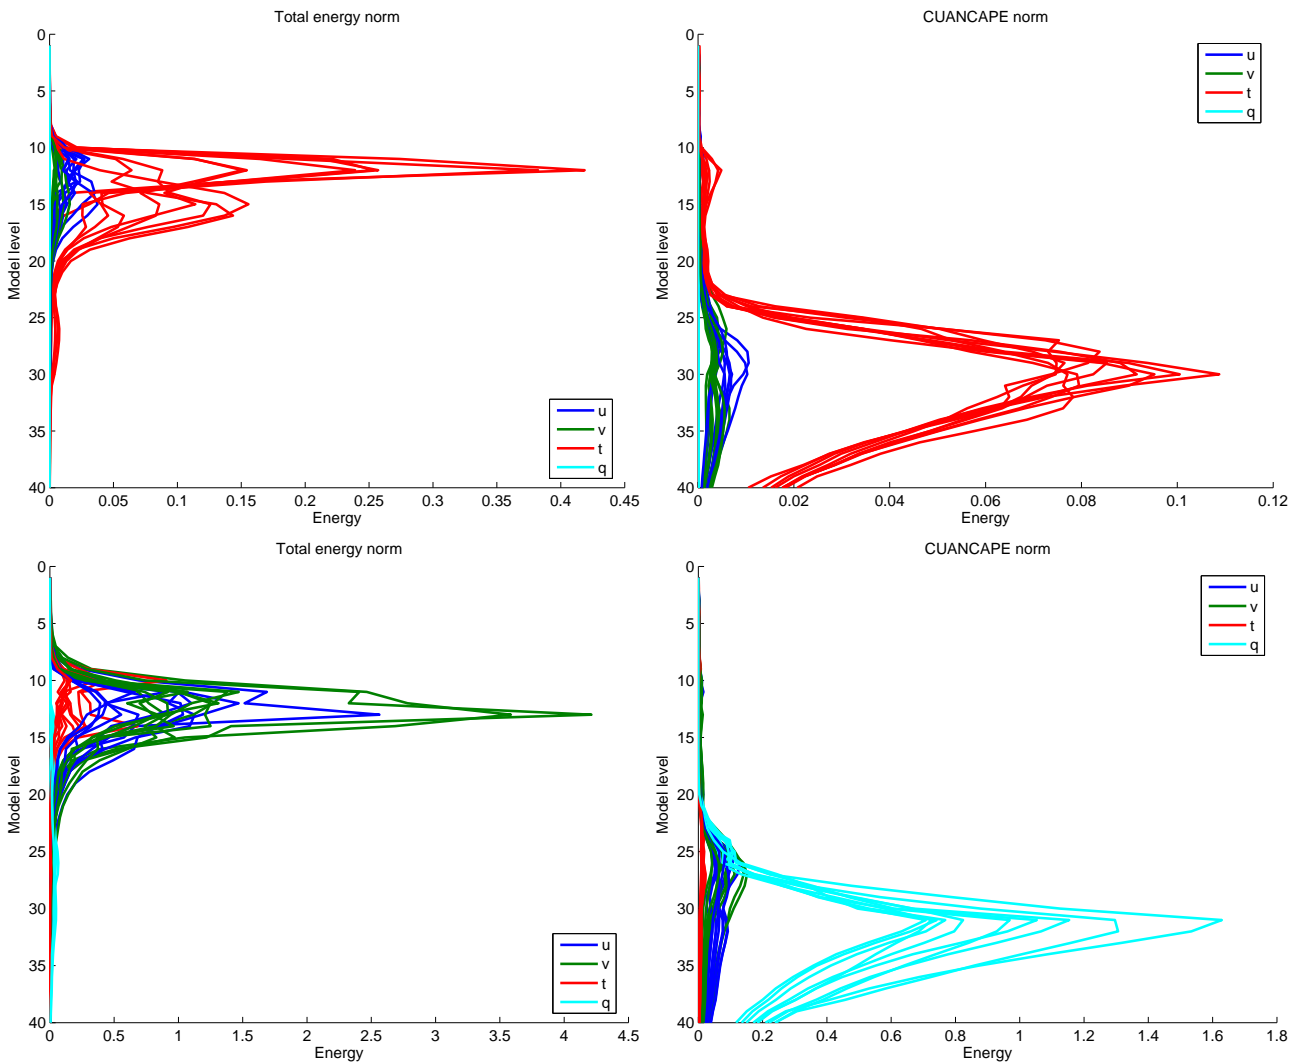 Total energy norm
0
5
10
15
20
25
30
35
40
Model level
0 0.05 0.1 0.15 0.2 0.25 0.3 0.35 0.4 0.45
Energy
u
v
t
q
CUANCAPE norm
0
5
10
15
20
25
30
35
40
Model level
0 0.02 0.04 0.06 0.08 0.1 0.12
Energy
u
v
t
q
Total energy norm
0
5
10
15
20
25
30
35
40
Model level
0 0.5 1 1.5 2 2.5 3 3.5 4 4.5
Energy
u
v
t
q
CUANCAPE norm
0
5
10
15
20
25
30
35
40
Model level
0 0.2 0.4 0.6 0.8 1 1.2 1.4 1.6 1.8
Energy
u
v
t
q